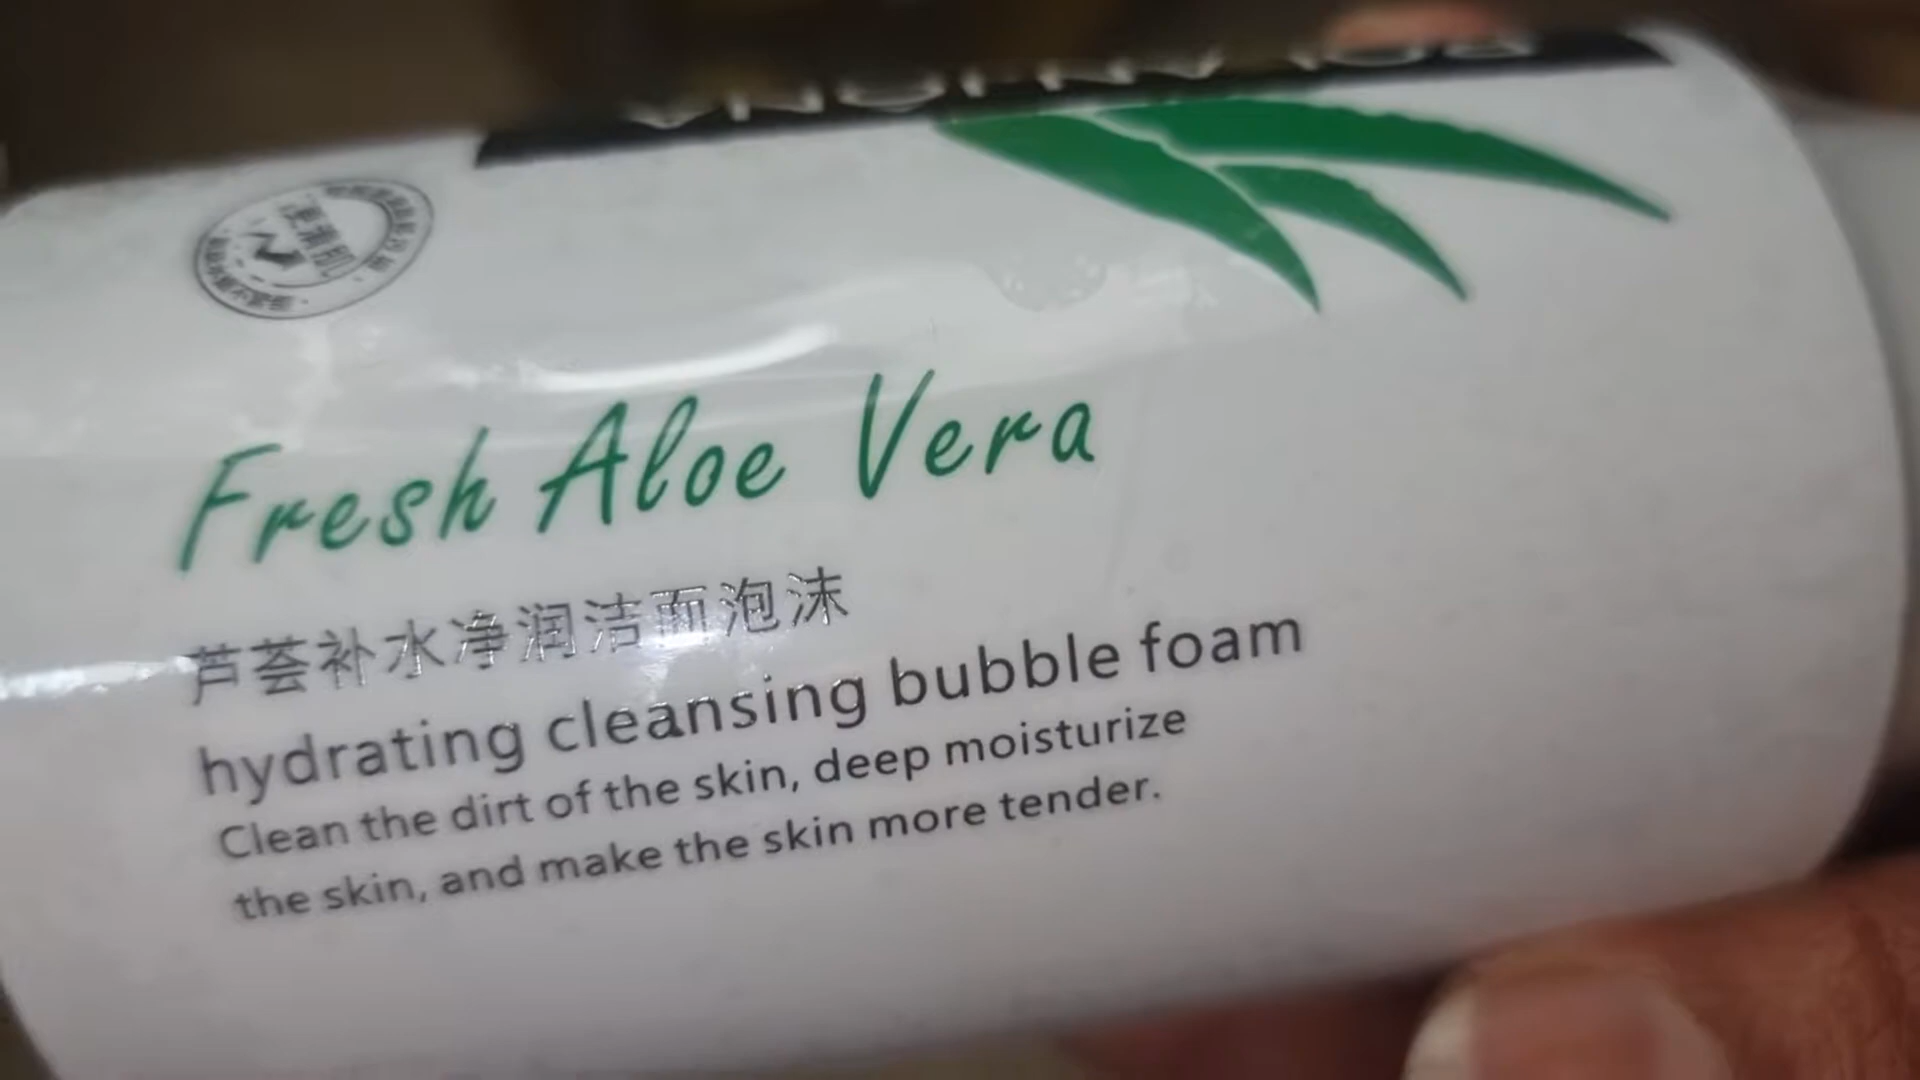 Fresh Aloe Vera
芦荟补水净润洁面泡沫
hydrating cleansing bubble foam
Clean the dirt of the skin, deep moisturize
the skin, and make the skin more tender.